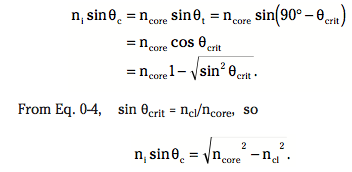 n_i sin θ_c = n_core sin θ_t = n_core sin(90° – θ_crit)
= n_core cos θ_crit
= n_core 1 – √(sin² θ_crit).
From Eq. 0-4, sin θ_crit = n_cl/n_core, so
n_i sin θ_c = √(n_core² – n_cl²).